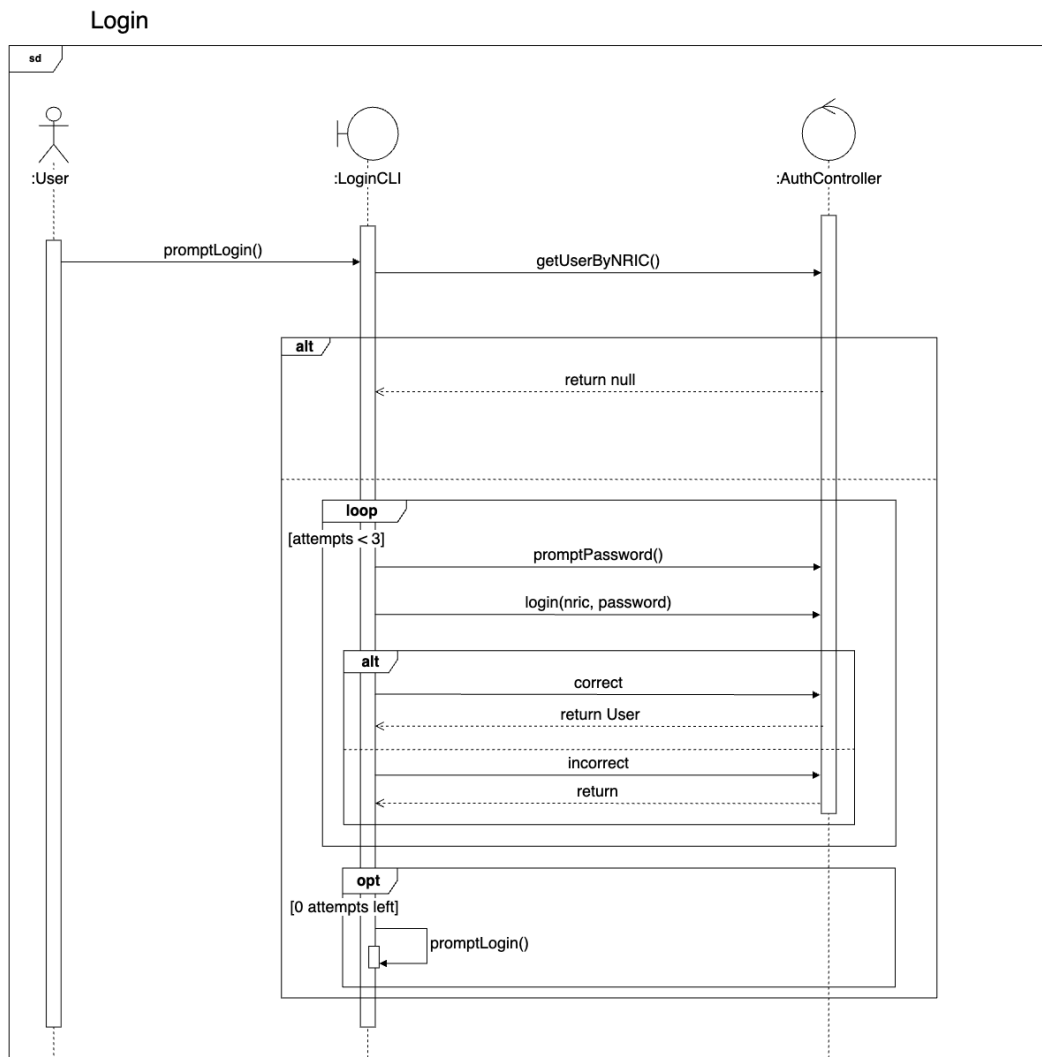 Login
sd
:User
:LoginCLI
:AuthController
promptLogin()
getUserByNRIC()
alt
return null
loop
[attempts < 3]
promptPassword()
login(nric, password)
alt
correct
return User
incorrect
return
opt
[0 attempts left]
promptLogin()